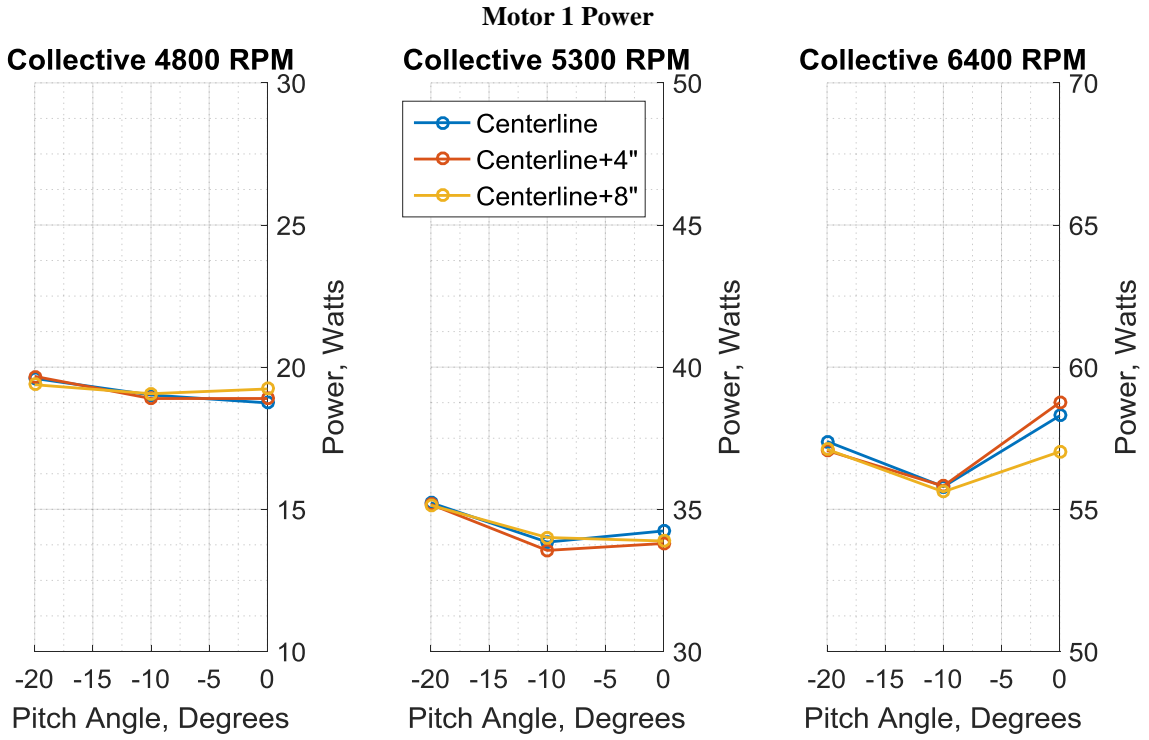 Motor 1 Power
Collective 4800 RPM
30
25
20
15
10
Power, Watts
-20 -15 -10 -5 0
Pitch Angle, Degrees
Collective 5300 RPM
Centerline
Centerline+4"
Centerline+8"
50
45
40
35
30
Power, Watts
-20 -15 -10 -5 0
Pitch Angle, Degrees
Collective 6400 RPM
70
65
60
55
50
Power, Watts
-20 -15 -10 -5 0
Pitch Angle, Degrees